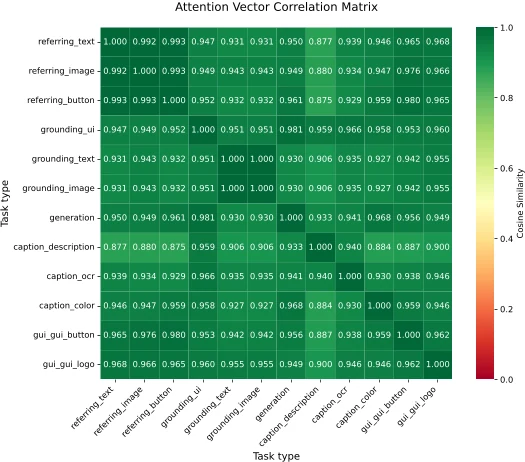 Attention Vector Correlation Matrix
referring_text 1.000 0.992 0.993 0.947 0.931 0.931 0.950 0.877 0.939 0.946 0.965 0.968
referring_image 0.992 1.000 0.993 0.949 0.943 0.943 0.949 0.880 0.934 0.947 0.976 0.966
referring_button 0.993 0.993 1.000 0.952 0.932 0.932 0.961 0.875 0.929 0.959 0.980 0.965
grounding_ui 0.947 0.949 0.952 1.000 0.951 0.951 0.981 0.959 0.966 0.958 0.953 0.960
grounding_text 0.931 0.943 0.932 0.951 1.000 1.000 0.930 0.906 0.935 0.927 0.942 0.955
grounding_image 0.931 0.943 0.932 0.951 1.000 1.000 0.930 0.906 0.935 0.927 0.942 0.955
generation 0.950 0.949 0.961 0.981 0.930 0.930 1.000 0.933 0.941 0.968 0.956 0.949
caption_description 0.877 0.880 0.875 0.959 0.906 0.906 0.933 1.000 0.940 0.884 0.887 0.900
caption_ocr 0.939 0.934 0.929 0.966 0.935 0.935 0.941 0.940 1.000 0.930 0.938 0.946
caption_color 0.946 0.947 0.959 0.958 0.927 0.927 0.968 0.884 0.930 1.000 0.959 0.946
gui_gui_button 0.965 0.976 0.980 0.953 0.942 0.942 0.956 0.887 0.938 0.959 1.000 0.962
gui_gui_logo 0.968 0.966 0.965 0.960 0.955 0.955 0.949 0.900 0.946 0.946 0.962 1.000
Task type
referring_text referring_image referring_button grounding_ui grounding_text grounding_image generation caption_description caption_ocr caption_color gui_gui_button gui_gui_logo
Task type
1.0
0.8
0.6
0.4
0.2
0.0
Cosine Similarity